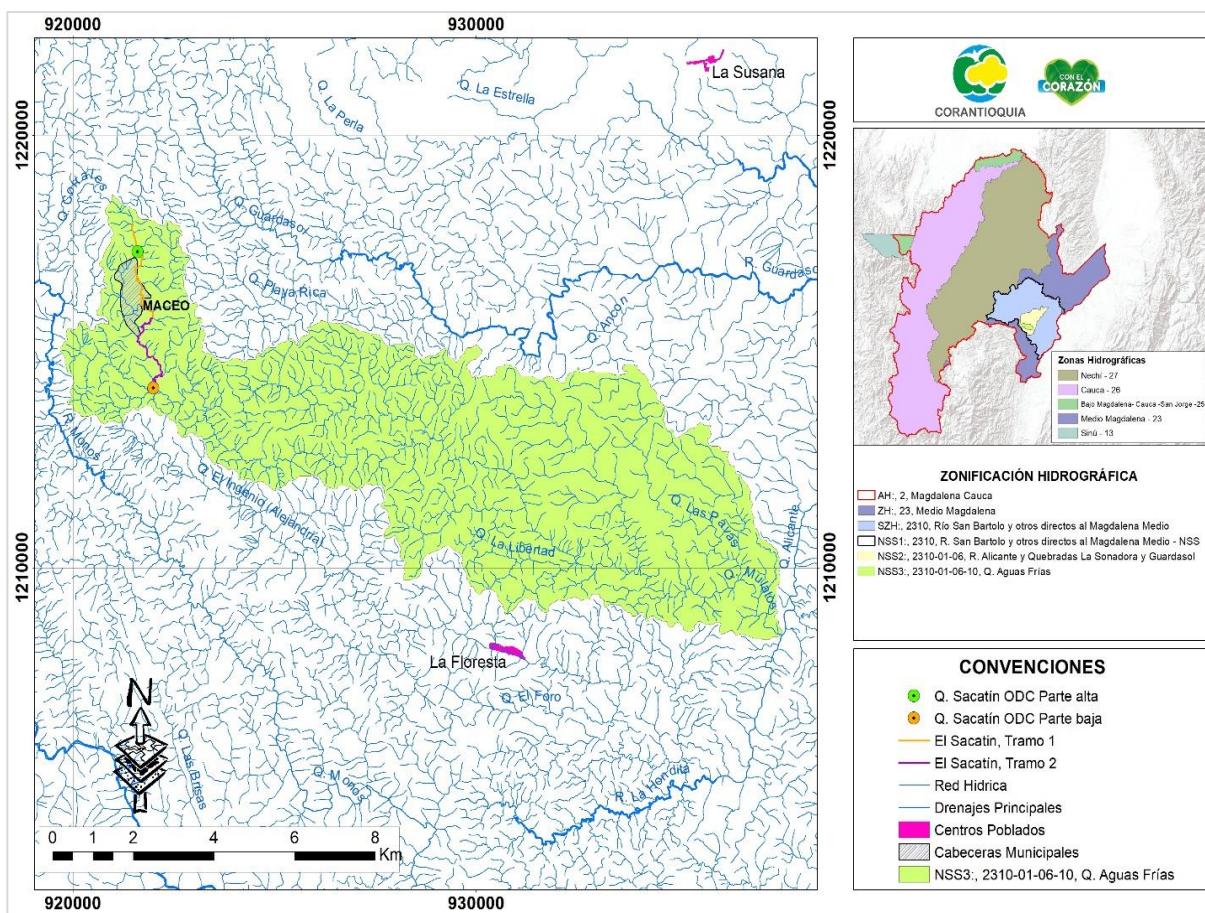 920000
930000
1220000
1220000
1210000
1210000
920000
930000
La Susana
Q. La Estrella
Q. La Perla
Q. Corrales
Q. Guardasol
Q. Playa Rica
R. Guardasol
MACEO
Q. Ancón
R. Monos
Q. El Ingenio (Alejandria)
Q. Las Pavas
Q. La Libertad
Q. Alicante
Q. Mulatos
La Floresta
Q. El Foro
N
Q. Las Brisas
Q. Monos
R. La Hondita
0 1 2 4 6 8
Km
CON EL
CORAZÓN
CORANTIOQUIA
Zonas Hidrográficas
Nechí - 27
Cauca - 26
Bajo Magdalena- Cauca -San Jorge -25
Medio Magdalena - 23
Sinú - 13
ZONIFICACIÓN HIDROGRÁFICA
AH:, 2, Magdalena Cauca
ZH:, 23, Medio Magdalena
SZH:, 2310, Río San Bartolo y otros directos al Magdalena Medio
NSS1:, 2310, R. San Bartolo y otros directos al Magdalena Medio - NSS
NSS2:, 2310-01-06, R. Alicante y Quebradas La Sonadora y Guardasol
NSS3:, 2310-01-06-10, Q. Aguas Frías
CONVENCIONES
Q. Sacatín ODC Parte alta
Q. Sacatín ODC Parte baja
El Sacatín, Tramo 1
El Sacatín, Tramo 2
Red Hidrica
Drenajes Principales
Centros Poblados
Cabeceras Municipales
NSS3:, 2310-01-06-10, Q. Aguas Frías